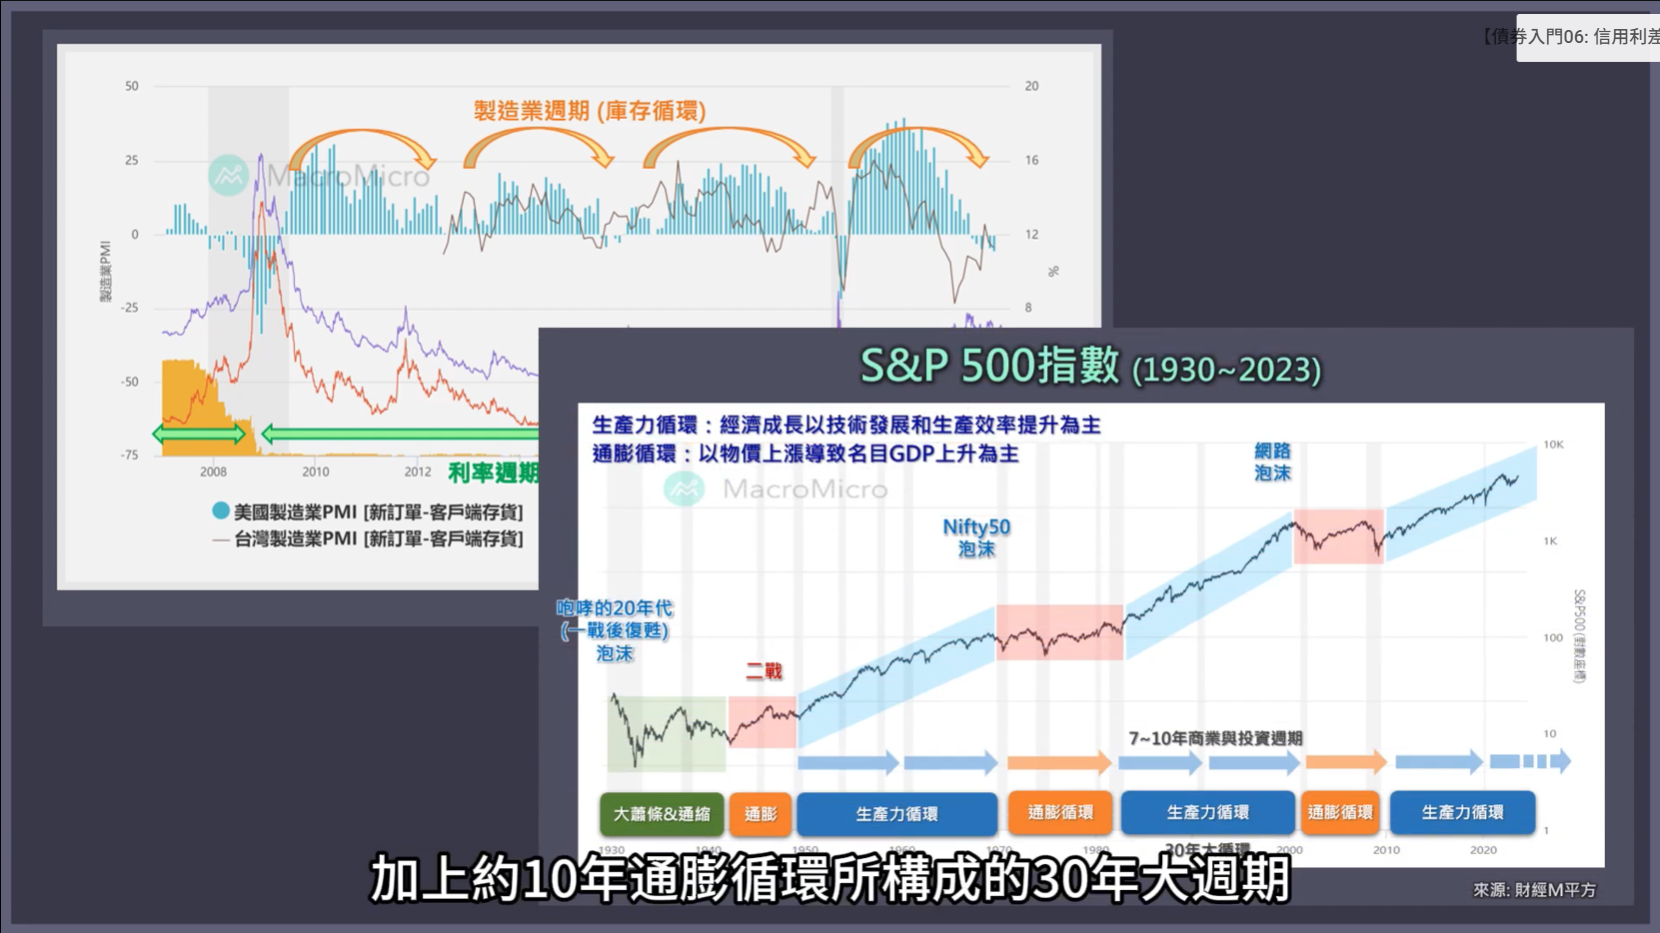 【債券入門06: 信用利差
50
25
0
-25
-50
-75
製造業PMI
製造業週期 (庫存循環)
MacroMicro
20
16
12
8
%
2008
2010
2012
利率週期
美國製造業PMI [新訂單-客戶端存貨]
台灣製造業PMI [新訂單-客戶端存貨]
S&P 500指數 (1930~2023)
生產力循環：經濟成長以技術發展和生產效率提升為主
通膨循環：以物價上漲導致名目GDP上升為主
MacroMicro
網路
泡沫
Nifty50
泡沫
咆哮的20年代
(一戰後復甦)
泡沫
二戰
10K
1K
100
10
1
S&P500 (對數座標)
7~10年商業與投資週期
大蕭條&通縮
通膨
生產力循環
通膨循環
生產力循環
通膨循環
生產力循環
1930
1940
1950
1960
1970
1980
2000
2010
2020
30年大循環
加上約10年通膨循環所構成的30年大週期
來源: 財經M平方